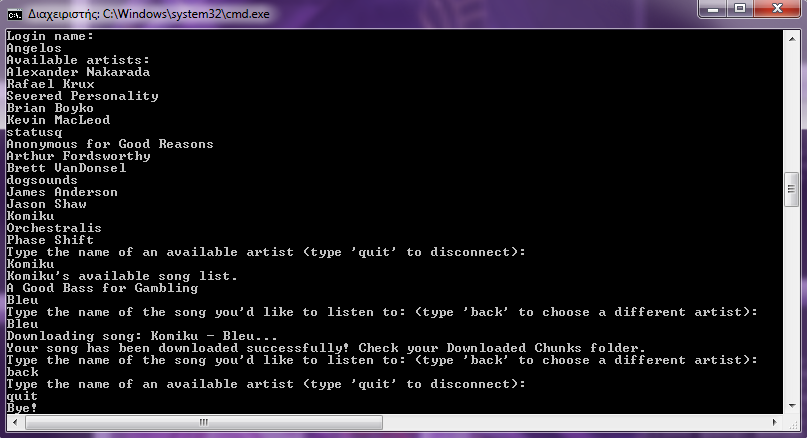 Διαχειριστής: C:\Windows\system32\cmd.exe
Login name:
Angelos
Available artists:
Alexander Nakarada
Rafael Krux
Severed Personality
Brian Boyko
Kevin MacLeod
statusq
Anonymous for Good Reasons
Arthur Fordsworthy
Brett VanDonsel
dogsounds
James Anderson
Jason Shaw
Komiku
Orchestralis
Phase Shift
Type the name of an available artist (type 'quit' to disconnect):
Komiku
Komiku's available song list.
A Good Bass for Gambling
Bleu
Type the name of the song you'd like to listen to: (type 'back' to choose a different artist):
Bleu
Downloading song: Komiku - Bleu...
Your song has been downloaded successfully! Check your Downloaded Chunks folder.
Type the name of the song you'd like to listen to: (type 'back' to choose a different artist):
back
Type the name of an available artist (type 'quit' to disconnect):
quit
Bye!